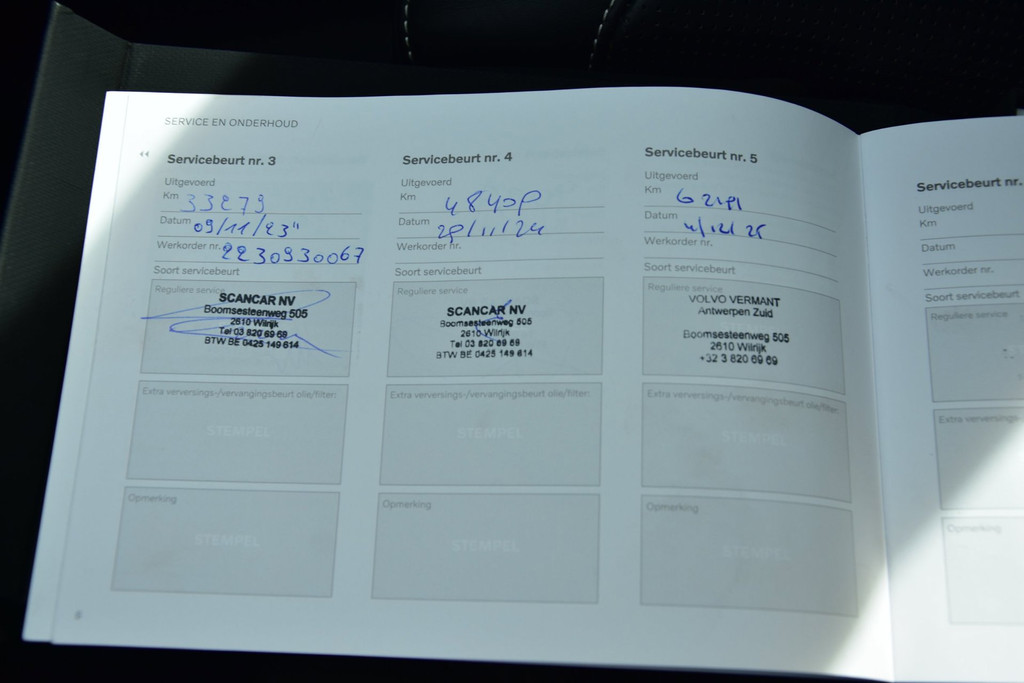 SERVICE EN ONDERHOUD
Servicebeurt nr. 3
Uitgevoerd
Km 33279
Datum 09/11/23"
Werkorder nr. 2230930067
Soort servicebeurt
Reguliere service
SCANCAR NV
Boomsesteenweg 505
2610 Wilrijk
Tel 03 820 69 69
BTW BE 0425 149 614
Extra verversings-/vervangingsbeurt olie/filter:
STEMPEL
Opmerking
STEMPEL
8
Servicebeurt nr. 4
Uitgevoerd
Km
Datum
Werkorder nr.
Soort servicebeurt
Reguliere service
SCANCAR NV
Boomsesteenweg 505
2610 Wilrijk
Tel 03 820 69 69
BTW BE 0425 149 614
Extra verversings-/vervangingsbeurt olie/filter:
STEMPEL
Opmerking
STEMPEL
Servicebeurt nr. 5
Uitgevoerd
Km
Datum
Werkorder nr.
Soort servicebeurt
Reguliere service
VOLVO VERMANT
Antwerpen Zuid
Boomsesteenweg 505
2610 Wilrijk
+32 3 820 69 69
Extra verversings-/vervangingsbeurt olie/filter:
STEMPEL
Opmerking
STEMPEL
Servicebeurt nr.
Uitgevoerd
Km
Datum
Werkorder nr.
Soort servicebeurt
Reguliere service
Extra verversings-
Opmerking